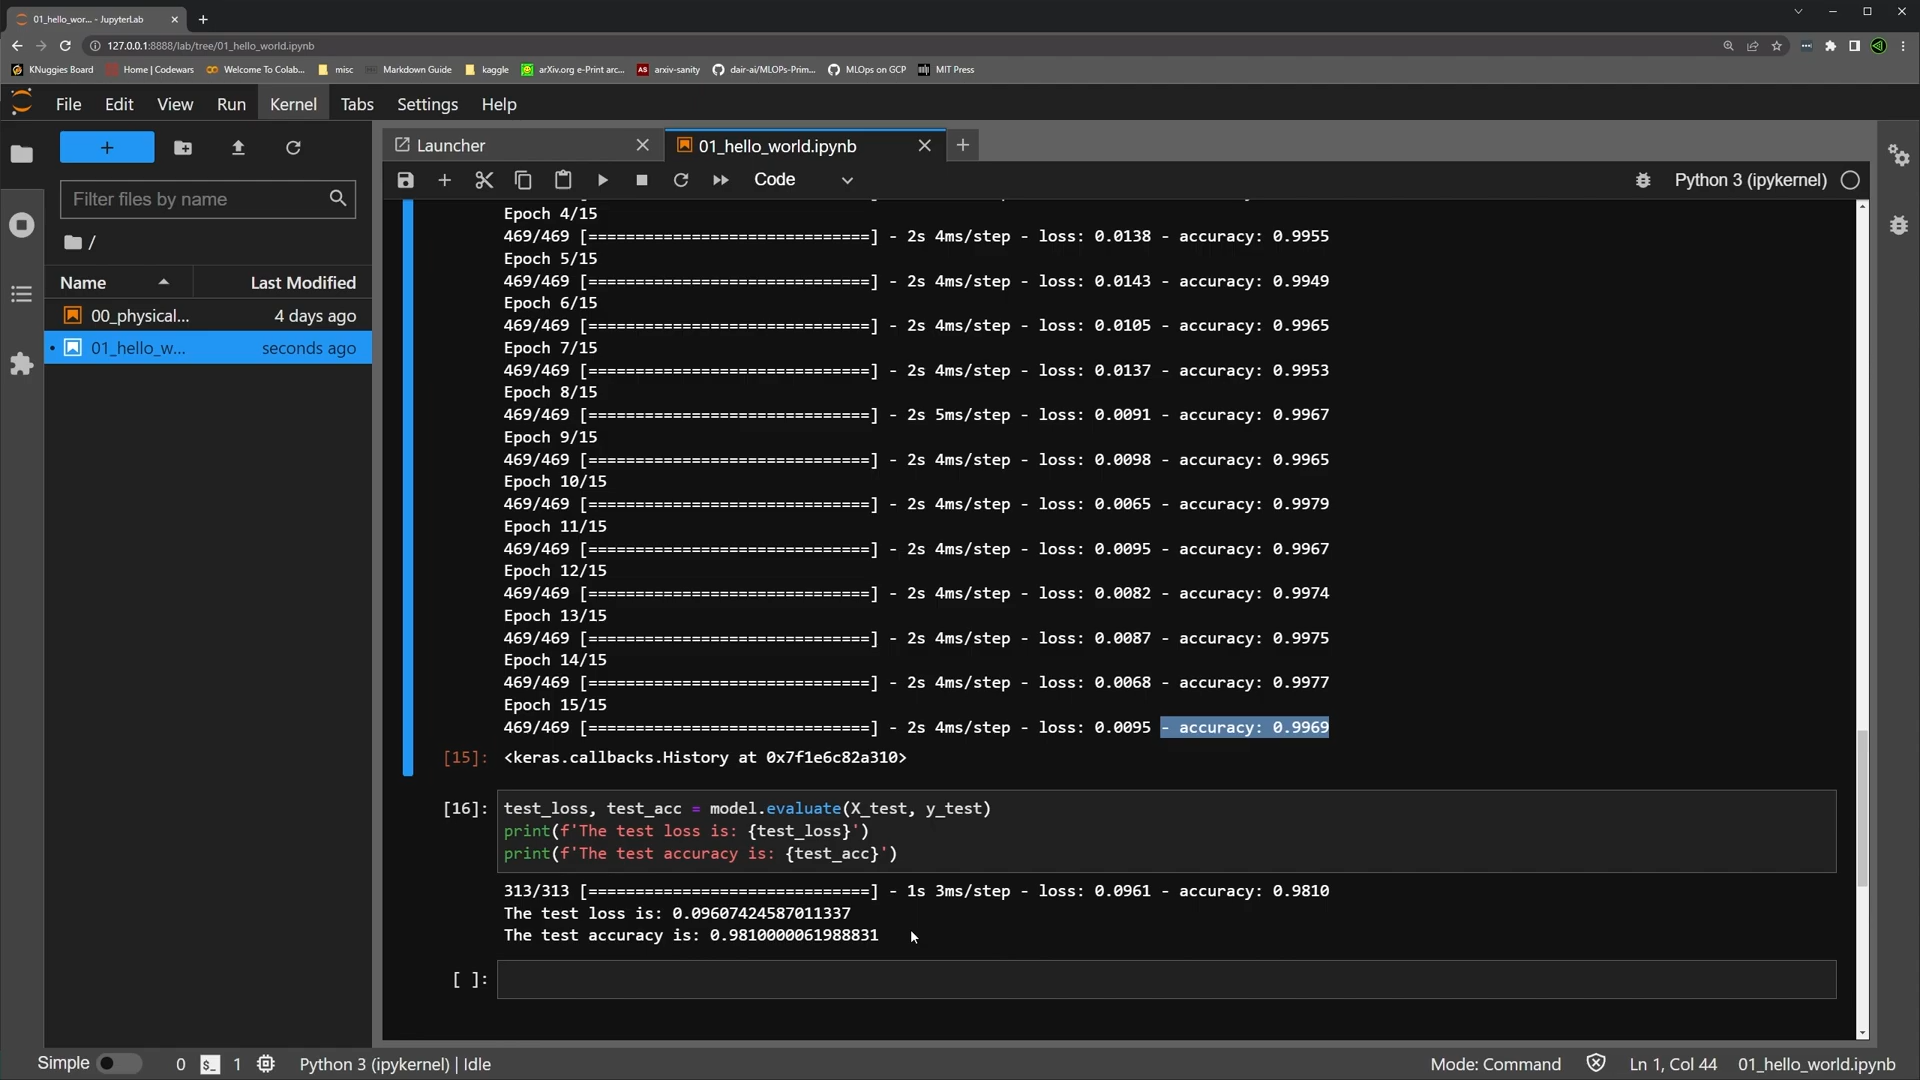 01_hello_wor... - JupyterLab
127.0.0.1:8888/lab/tree/01_hello_world.ipynb
KNuggies Board
Home | Codewars
Welcome To Colab...
misc
Markdown Guide
kaggle
arXiv.org e-Print arc...
AS arxiv-sanity
dair-ai/MLOPs-Prim...
MLOps on GCP
MIT Press
File Edit View Run Kernel Tabs Settings Help
Launcher
01_hello_world.ipynb
Code
Python 3 (ipykernel)
Filter files by name
/
Name Last Modified
00_physical... 4 days ago
01_hello_w... seconds ago
Epoch 4/15
469/469 [==============================] - 2s 4ms/step - loss: 0.0138 - accuracy: 0.9955
Epoch 5/15
469/469 [==============================] - 2s 4ms/step - loss: 0.0143 - accuracy: 0.9949
Epoch 6/15
469/469 [==============================] - 2s 4ms/step - loss: 0.0105 - accuracy: 0.9965
Epoch 7/15
469/469 [==============================] - 2s 4ms/step - loss: 0.0137 - accuracy: 0.9953
Epoch 8/15
469/469 [==============================] - 2s 5ms/step - loss: 0.0091 - accuracy: 0.9967
Epoch 9/15
469/469 [==============================] - 2s 4ms/step - loss: 0.0098 - accuracy: 0.9965
Epoch 10/15
469/469 [==============================] - 2s 4ms/step - loss: 0.0065 - accuracy: 0.9979
Epoch 11/15
469/469 [==============================] - 2s 4ms/step - loss: 0.0095 - accuracy: 0.9967
Epoch 12/15
469/469 [==============================] - 2s 4ms/step - loss: 0.0082 - accuracy: 0.9974
Epoch 13/15
469/469 [==============================] - 2s 4ms/step - loss: 0.0087 - accuracy: 0.9975
Epoch 14/15
469/469 [==============================] - 2s 4ms/step - loss: 0.0068 - accuracy: 0.9977
Epoch 15/15
469/469 [==============================] - 2s 4ms/step - loss: 0.0095 - accuracy: 0.9969
[15]: <keras.callbacks.History at 0x7f1e6c82a310>
[16]: test_loss, test_acc = model.evaluate(X_test, y_test)
print(f'The test loss is: {test_loss}')
print(f'The test accuracy is: {test_acc}')
313/313 [==============================] - 1s 3ms/step - loss: 0.0961 - accuracy: 0.9810
The test loss is: 0.09607424587011337
The test accuracy is: 0.9810000061988831
[ ]:
Simple 0 $_ 1 Python 3 (ipykernel) | Idle Mode: Command Ln 1, Col 44 01_hello_world.ipynb